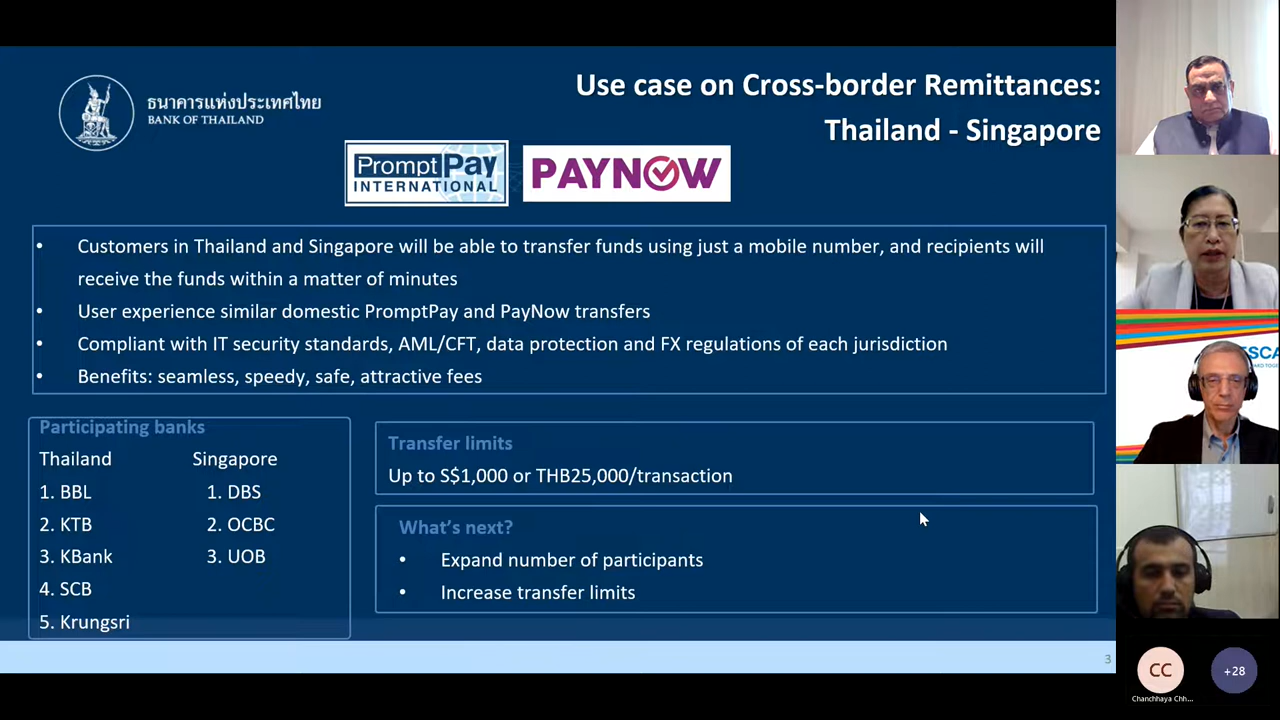 ธนาคารแห่งประเทศไทย
BANK OF THAILAND
Use case on Cross-border Remittances:
Thailand - Singapore
PromptPay
INTERNATIONAL
PAYNOW
• Customers in Thailand and Singapore will be able to transfer funds using just a mobile number, and recipients will
receive the funds within a matter of minutes
• User experience similar domestic PromptPay and PayNow transfers
• Compliant with IT security standards, AML/CFT, data protection and FX regulations of each jurisdiction
• Benefits: seamless, speedy, safe, attractive fees
Participating banks
Thailand Singapore
1. BBL 1. DBS
2. KTB 2. OCBC
3. KBank 3. UOB
4. SCB
5. Krungsri
Transfer limits
Up to S$1,000 or THB25,000/transaction
What's next?
• Expand number of participants
• Increase transfer limits
3
CC
+28
Chanchhaya Chh...